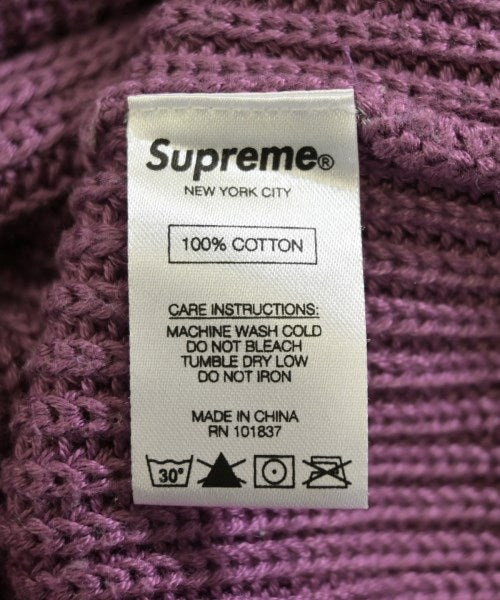 Supreme®
NEW YORK CITY
100% COTTON
CARE INSTRUCTIONS:
MACHINE WASH COLD
DO NOT BLEACH
TUMBLE DRY LOW
DO NOT IRON
MADE IN CHINA
RN 101837
30°